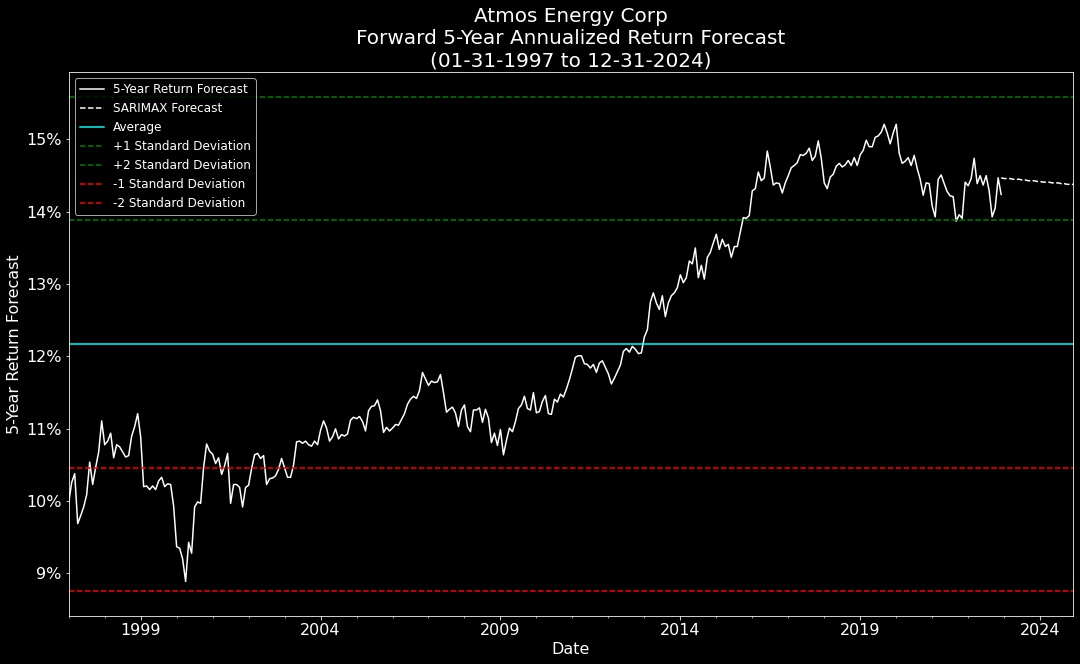 Atmos Energy Corp
Forward 5-Year Annualized Return Forecast
(01-31-1997 to 12-31-2024)
5-Year Return Forecast
SARIMAX Forecast
Average
+1 Standard Deviation
+2 Standard Deviation
-1 Standard Deviation
-2 Standard Deviation
5-Year Return Forecast
15%
14%
13%
12%
11%
10%
9%
1999
2004
2009
2014
2019
2024
Date